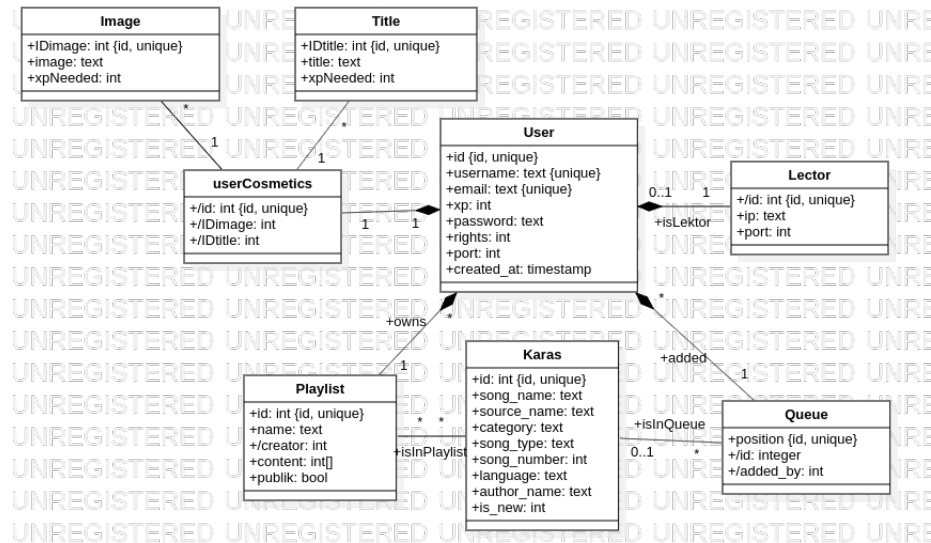 Image
+IDimage: int {id, unique}
+image: text
+xpNeeded: int
Title
+IDtitle: int {id, unique}
+title: text
+xpNeeded: int
*
1
*
1
userCosmetics
+/id: int {id, unique}
+/IDimage: int
+/IDtitle: int
1
1
User
+id {id, unique}
+username: text {unique}
+email: text {unique}
+xp: int
+password: text
+rights: int
+port: int
+created_at: timestamp
0..1
1
+isLektor
Lector
+/id: int {id, unique}
+ip: text
+port: int
+owns
*
1
*
+added
1
Playlist
+id: int {id, unique}
+name: text
+/creator: int
+content: int[]
+publik: bool
*
*
+isInPlaylist
Karas
+id: int {id, unique}
+song_name: text
+source_name: text
+category: text
+song_type: text
+song_number: int
+language: text
+author_name: text
+is_new: int
+isInQueue
0..1
*
Queue
+position {id, unique}
+/id: integer
+/added_by: int
UNREGISTERED